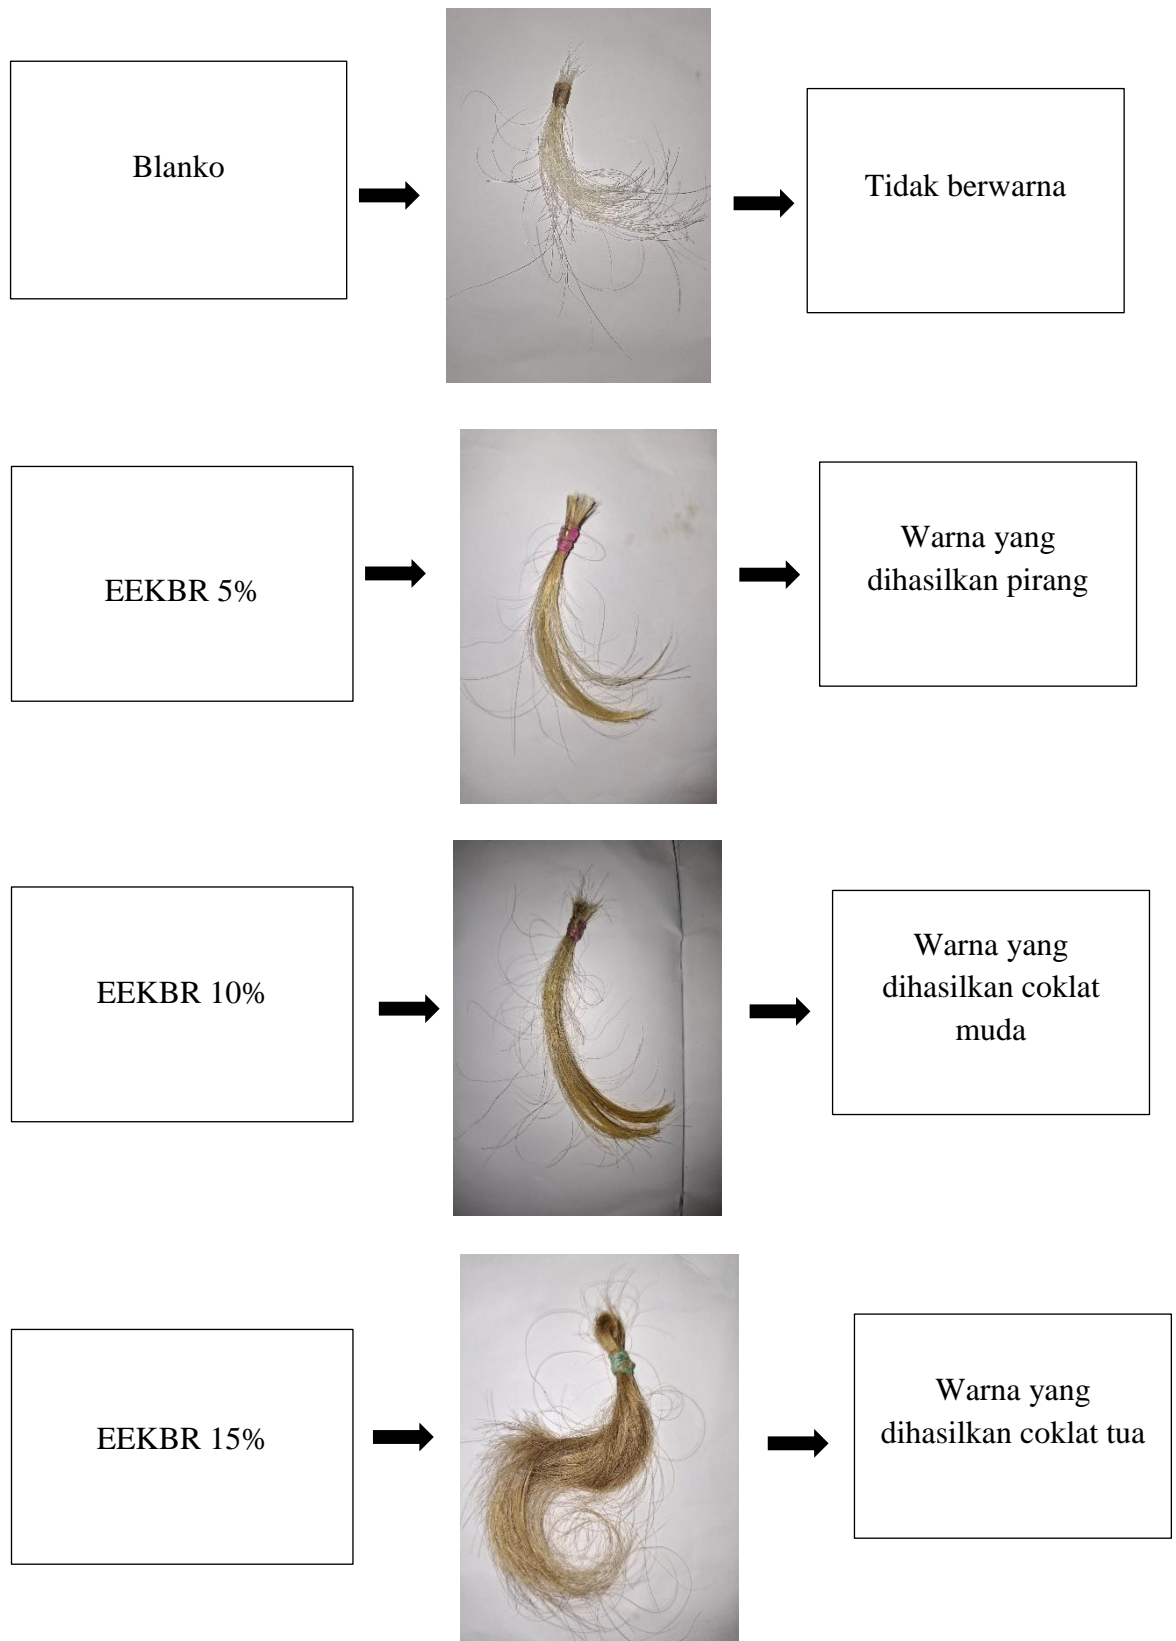 Blanko
Tidak berwarna
EEKBR 5%
Warna yang
dihasilkan pirang
EEKBR 10%
Warna yang
dihasilkan coklat
muda
EEKBR 15%
Warna yang
dihasilkan coklat tua